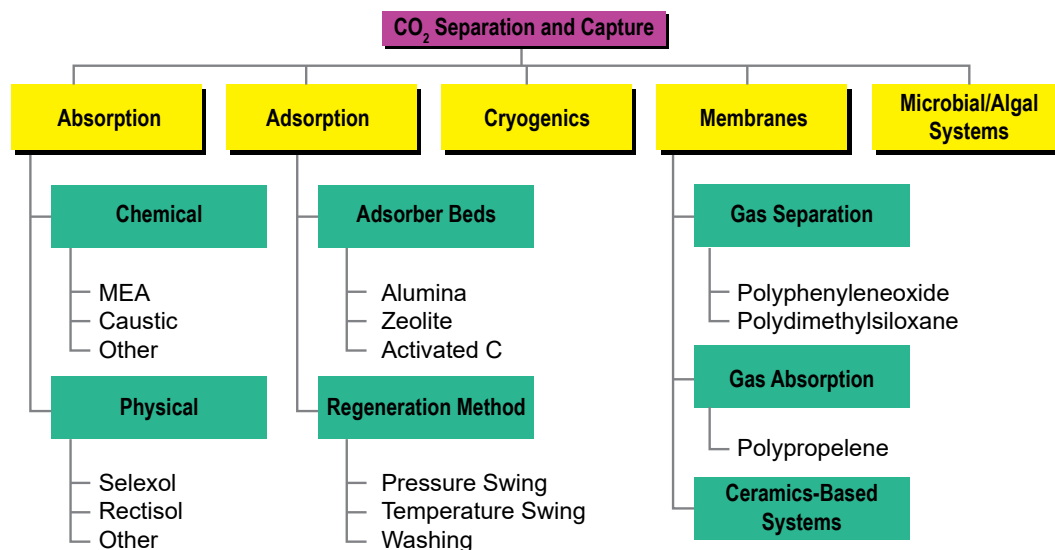 CO₂ Separation and Capture
Absorption
Adsorption
Cryogenics
Membranes
Microbial/Algal
Systems
Chemical
MEA
Caustic
Other
Physical
Selexol
Rectisol
Other
Adsorber Beds
Alumina
Zeolite
Activated C
Regeneration Method
Pressure Swing
Temperature Swing
Washing
Gas Separation
Polyphenyleneoxide
Polydimethylsiloxane
Gas Absorption
Polypropelene
Ceramics-Based
Systems